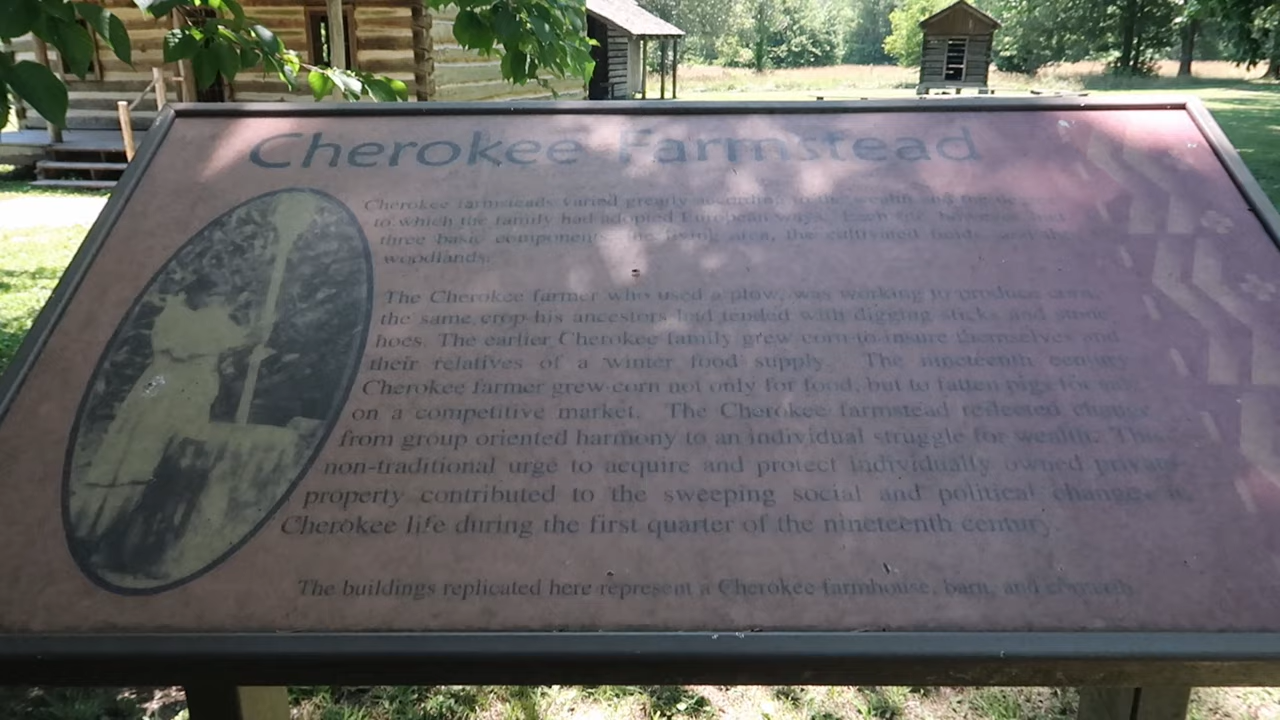 Cherokee Farmstead
Cherokee farmsteads varied greatly according to the wealth and the
to which the family had adopted European ways. Each
three basic components the living area, the cultivated fields, and the
woodlands.
The Cherokee farmer who used a plow, was working to produce corn,
the same crop his ancestors had tended with digging sticks and stone
hoes. The earlier Cherokee family grew corn to insure themselves and
their relatives of a winter food supply. The nineteenth century
Cherokee farmer grew corn not only for food, but to fatten pigs for sale
on a competitive market. The Cherokee farmstead reflected change
from group oriented harmony to an individual struggle for wealth. This
non-traditional urge to acquire and protect individually owned private
property contributed to the sweeping social and political changes in
Cherokee life during the first quarter of the nineteenth century.
The buildings replicated here represent a Cherokee farmhouse, barn, and